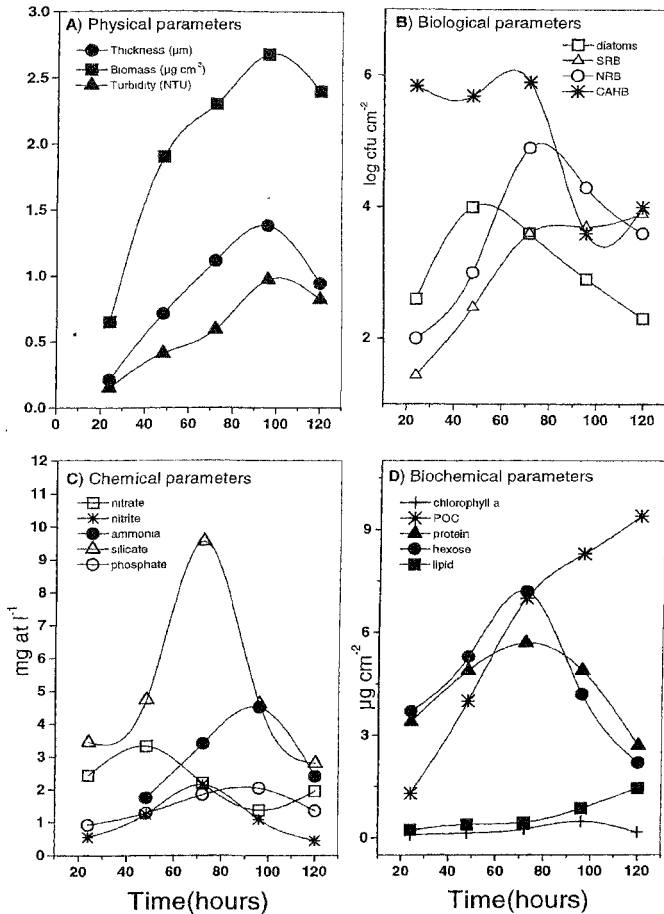 A) Physical parameters
Thickness (µm)
Biomass (µg cm²)
Turbidity (NTU)
3.0
2.5
2.0
1.5
1.0
0.5
0.0
0 20 40 60 80 100 120
B) Biological parameters
diatoms
SRB
NRB
CARB
log cfu cm-2
6
4
2
20 40 60 80 100 120
C) Chemical parameters
nitrate
nitrite
ammonia
silicate
phosphate
mg at l-1
12
11
10
9
8
7
6
5
4
3
2
1
0
20 40 60 80 100 120
Time(hours)
D) Biochemical parameters
chlorophyll a
POC
protein
hexose
lipid
µg cm-2
9
6
3
0
20 40 60 80 100 120
Time(hours)